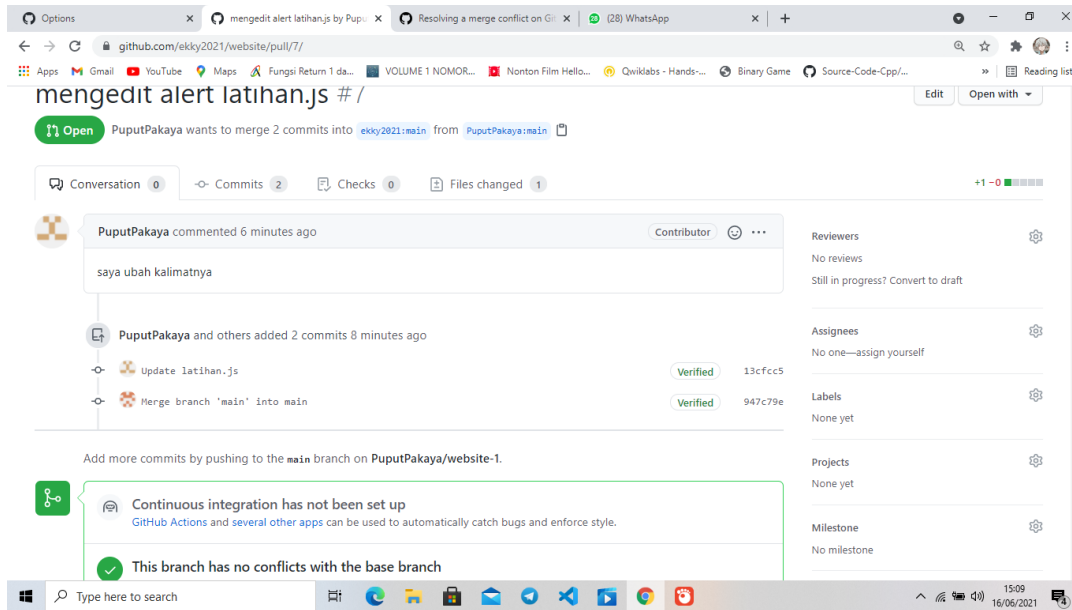 Options
mengedit alert latihan.js by Pupu
Resolving a merge conflict on Git
(28) WhatsApp
github.com/ekky2021/website/pull/7/
Apps Gmail YouTube Maps Fungsi Return 1 da... VOLUME 1 NOMOR... Nonton Film Hello... Qwiklabs - Hands-... Binary Game Source-Code-Cpp/... » Reading list
mengedit alert latihan.js #7
Edit Open with
Open PuputPakaya wants to merge 2 commits into ekky2021:main from PuputPakaya:main
Conversation 0 Commits 2 Checks 0 Files changed 1 +1 −0
PuputPakaya commented 6 minutes ago Contributor
saya ubah kalimatnya
PuputPakaya and others added 2 commits 8 minutes ago
Update latihan.js Verified 13cfcc5
Merge branch 'main' into main Verified 947c79e
Add more commits by pushing to the main branch on PuputPakaya/website-1.
Continuous integration has not been set up
GitHub Actions and several other apps can be used to automatically catch bugs and enforce style.
This branch has no conflicts with the base branch
Reviewers
No reviews
Still in progress? Convert to draft
Assignees
No one—assign yourself
Labels
None yet
Projects
None yet
Milestone
No milestone
Type here to search
15:09
16/06/2021
4